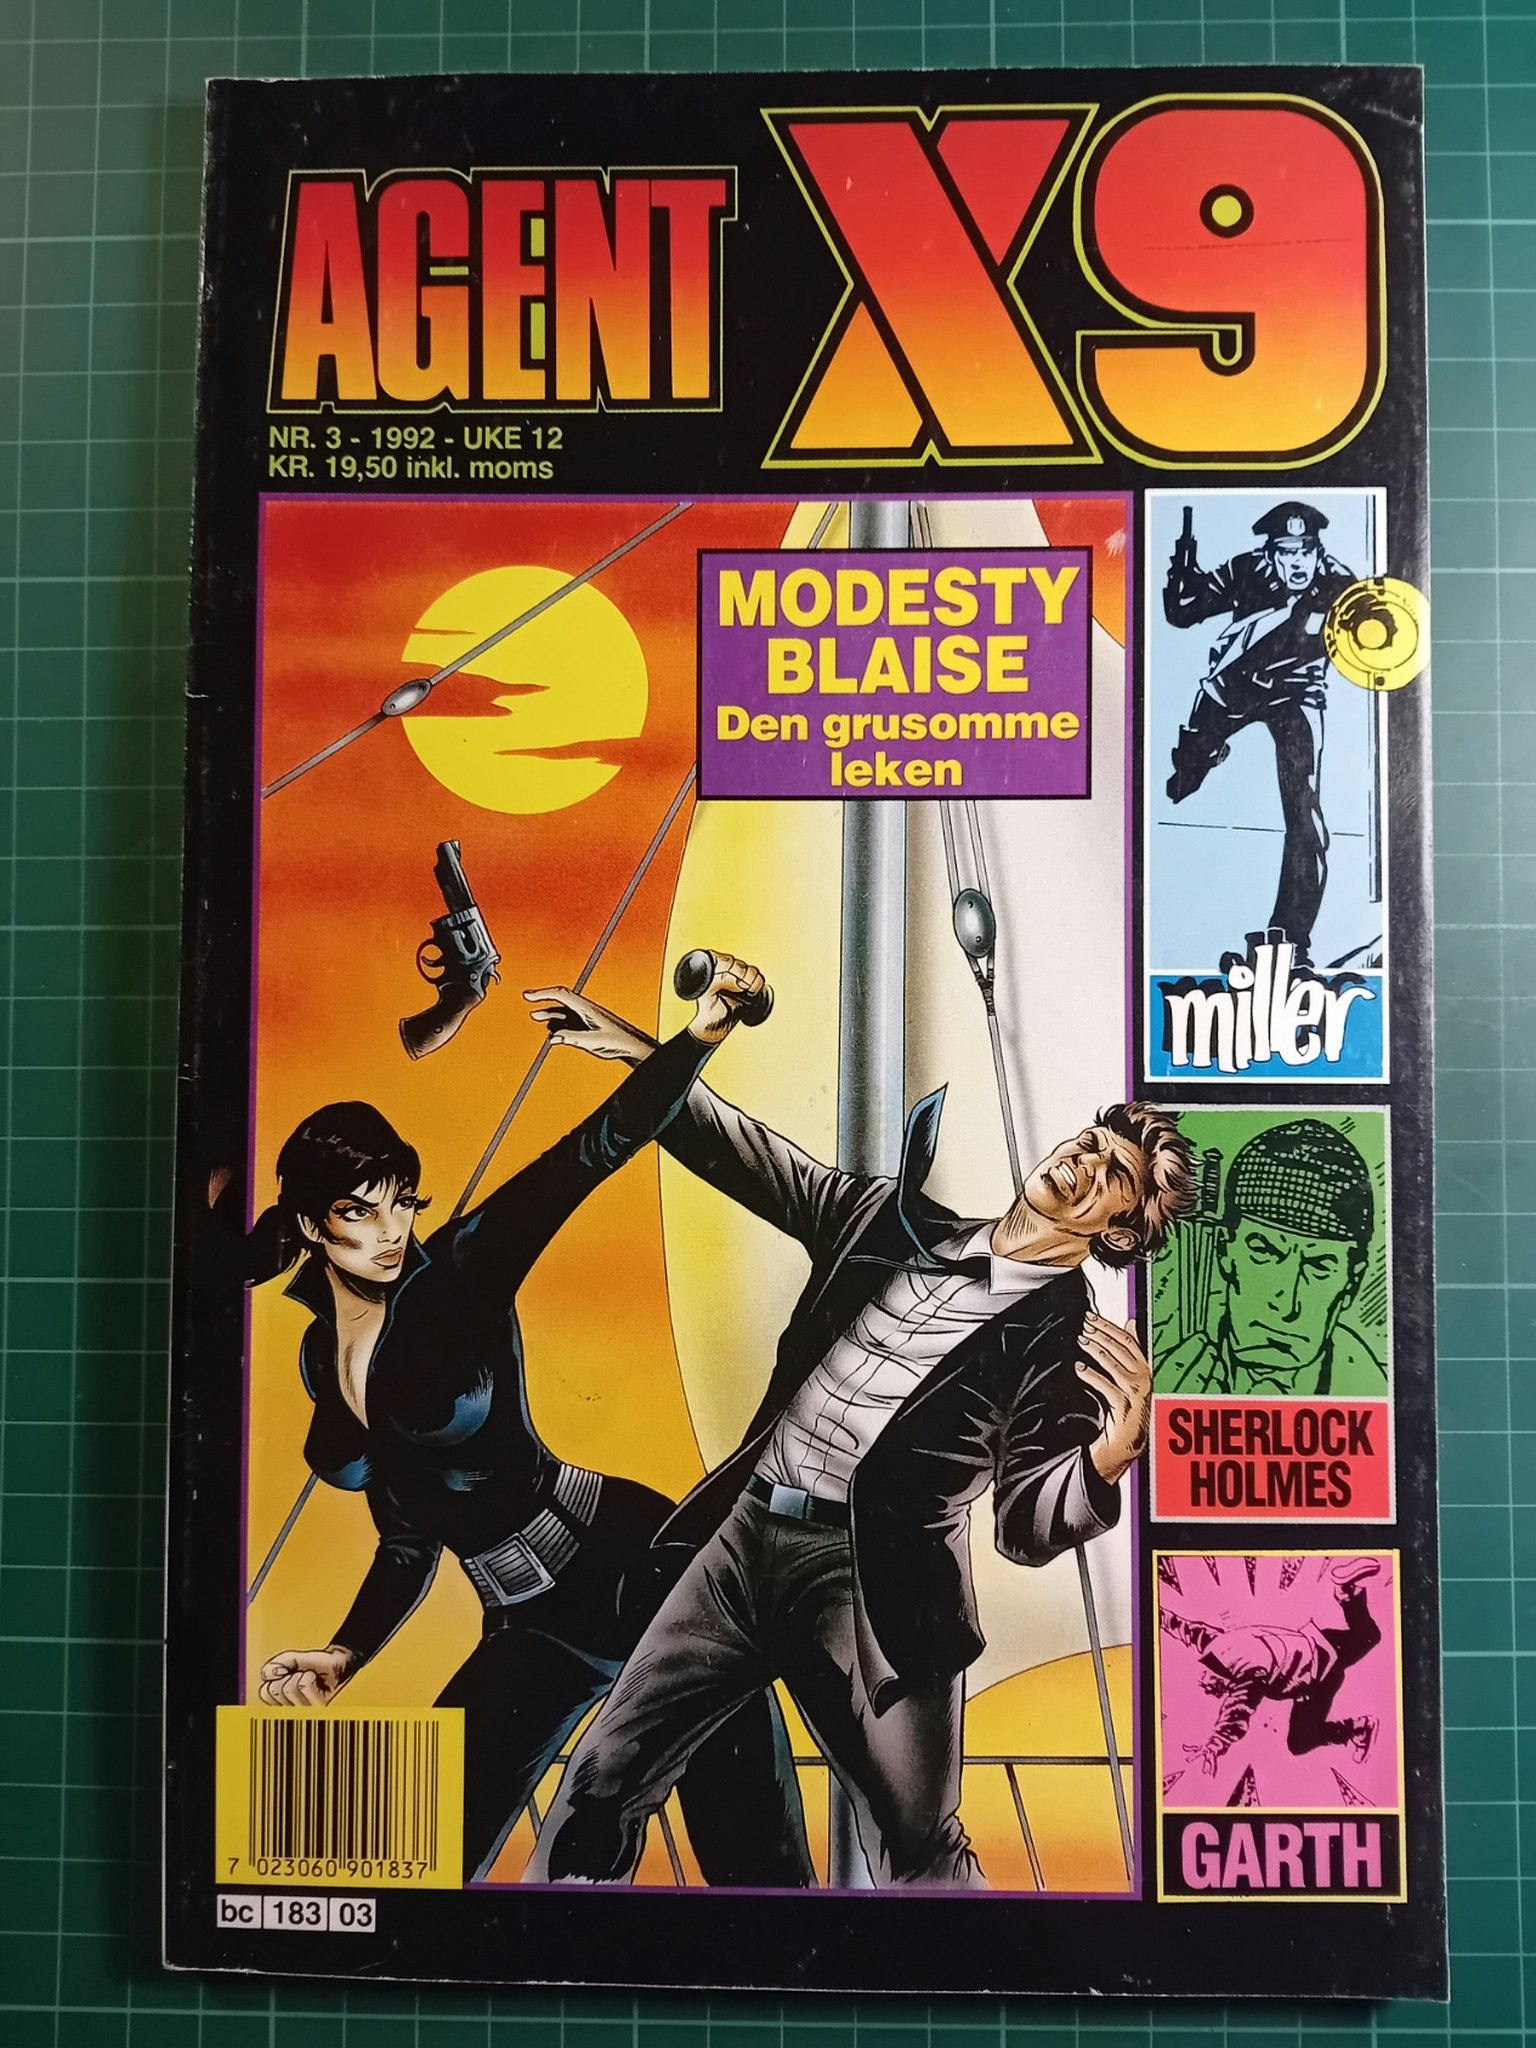 AGENT X9
NR. 3 - 1992 - UKE 12
KR. 19,50 inkl. moms
MODESTY
BLAISE
Den grusomme
leken
miller
SHERLOCK
HOLMES
GARTH
7 023060 901837
bc 183 03